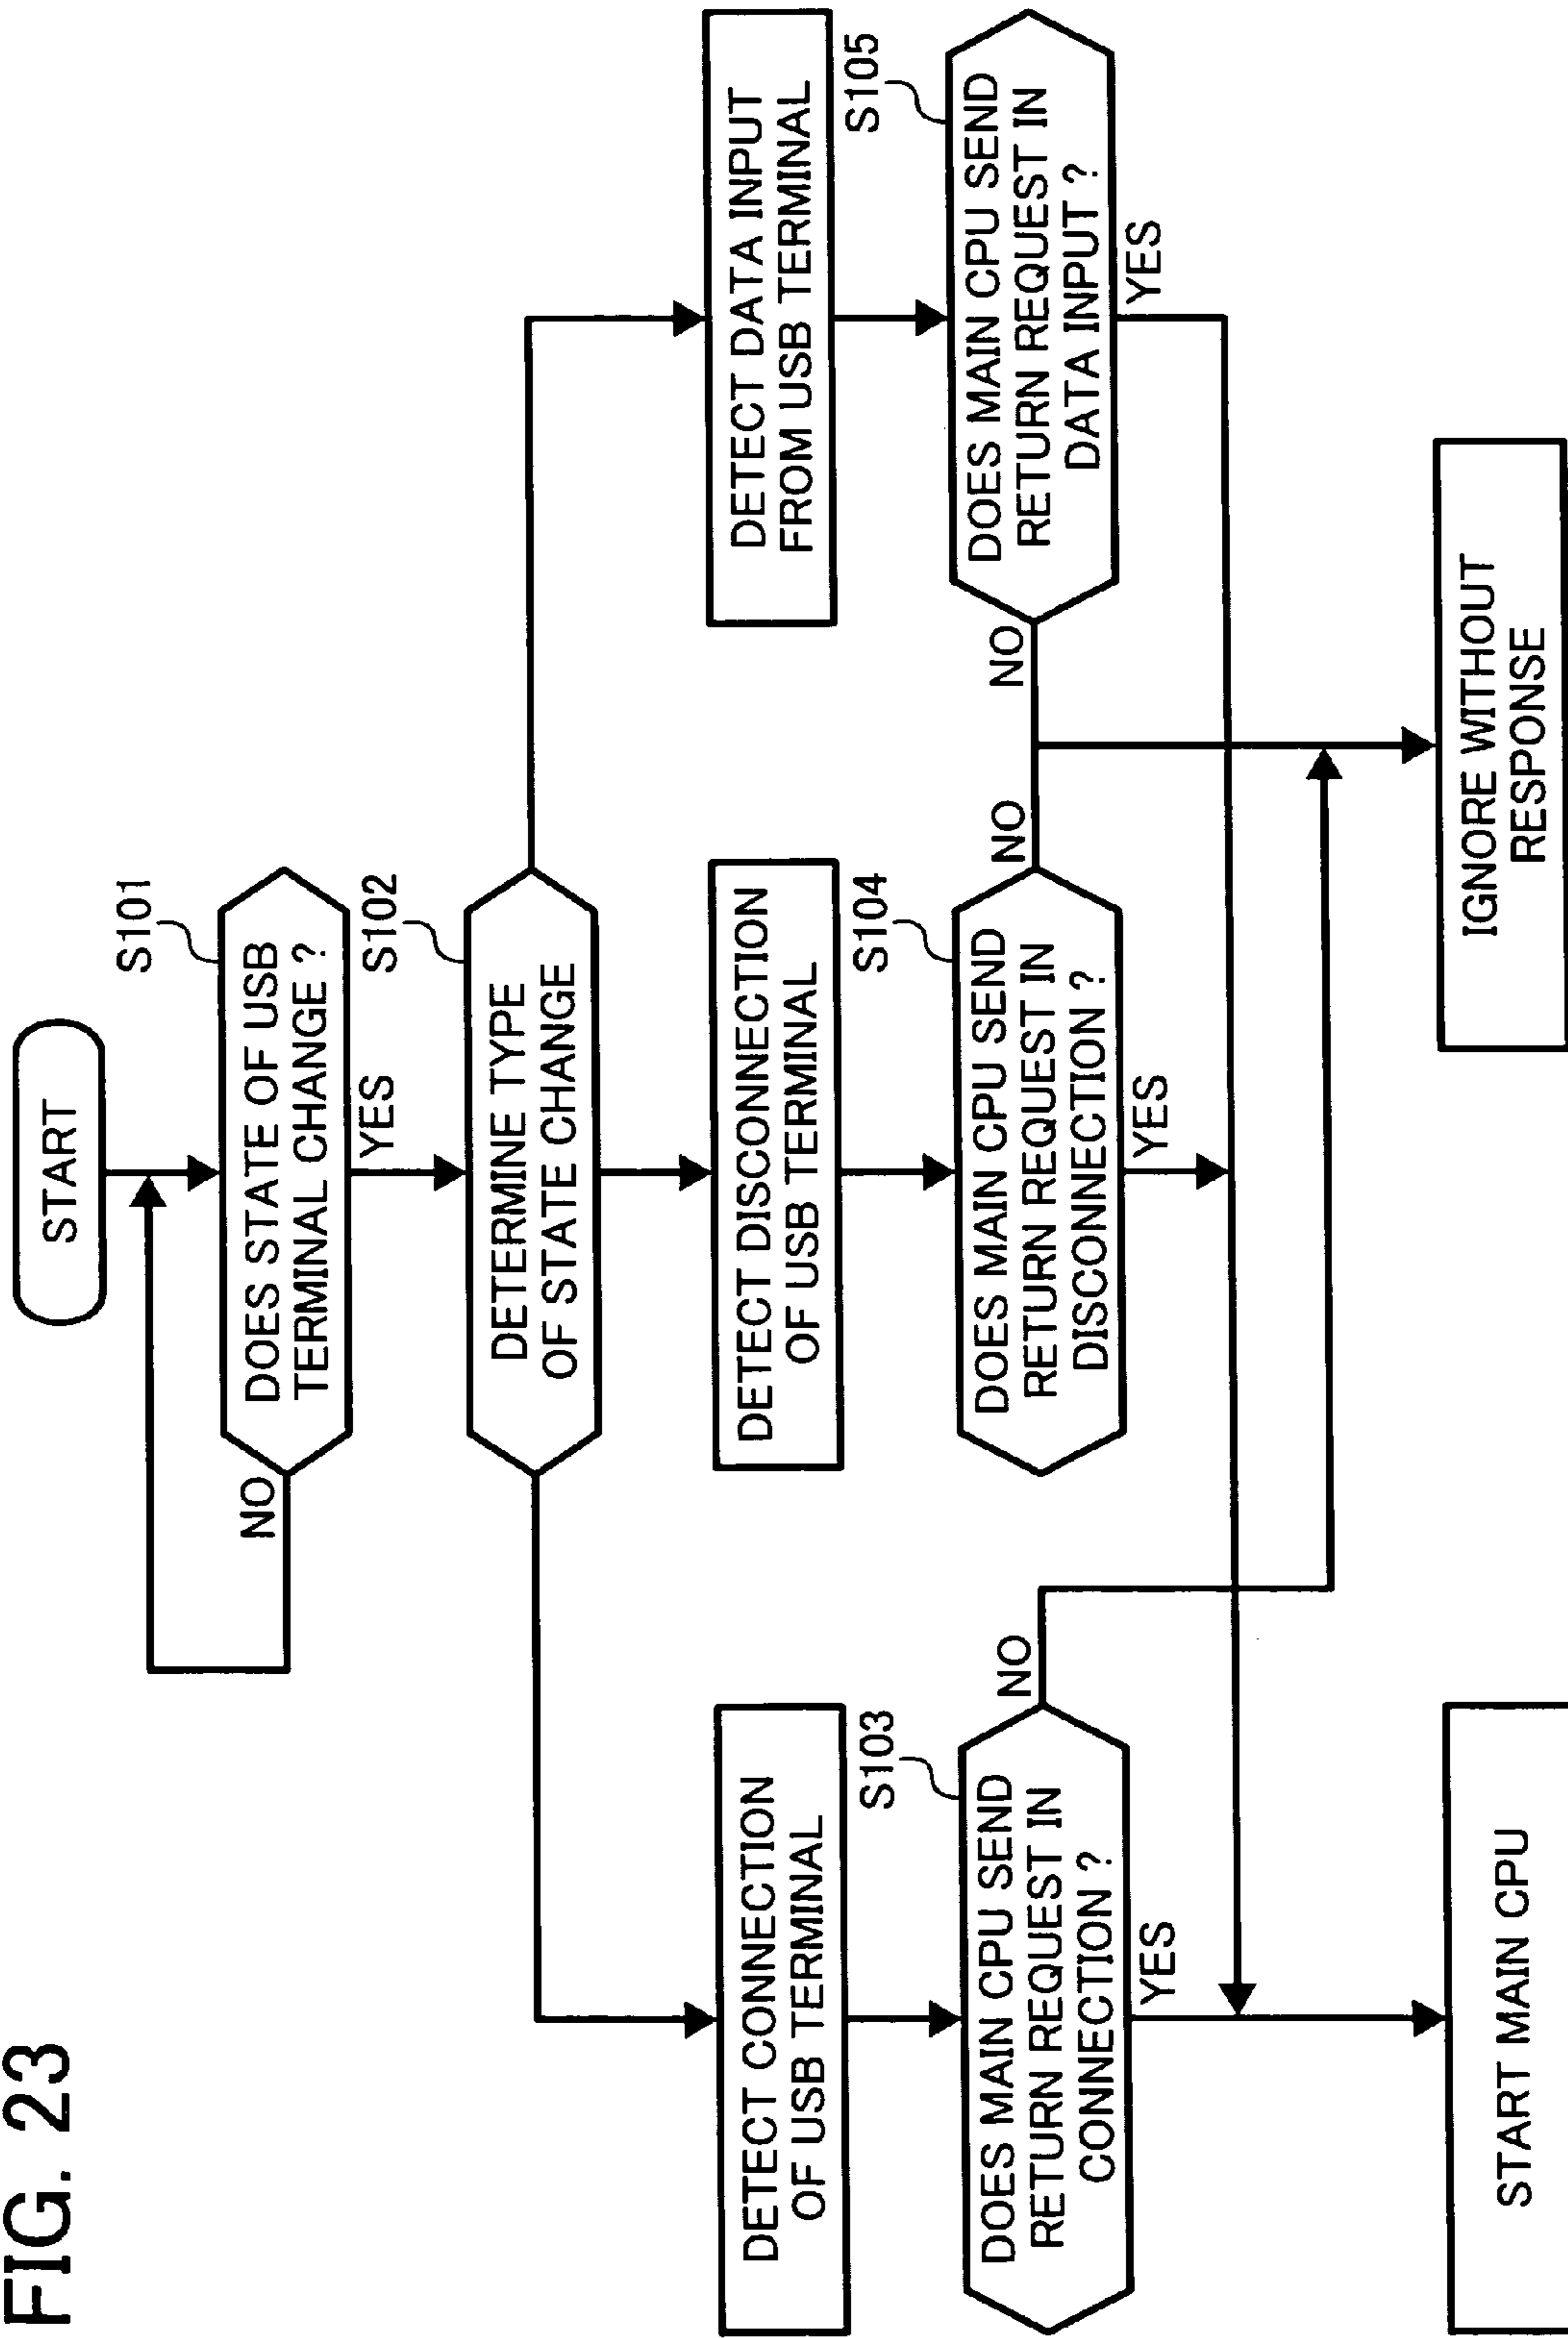 FIG. 23
START
S101
DOES STATE OF USB
TERMINAL CHANGE ?
NO
YES
S102
DETERMINE TYPE
OF STATE CHANGE
DETECT CONNECTION
OF USB TERMINAL
DETECT DISCONNECTION
OF USB TERMINAL
DETECT DATA INPUT
FROM USB TERMINAL
S103
DOES MAIN CPU SEND
RETURN REQUEST IN
CONNECTION ?
NO
YES
S104
DOES MAIN CPU SEND
RETURN REQUEST IN
DISCONNECTION ?
NO
YES
S105
DOES MAIN CPU SEND
RETURN REQUEST IN
DATA INPUT ?
NO
YES
START MAIN CPU
IGNORE WITHOUT
RESPONSE